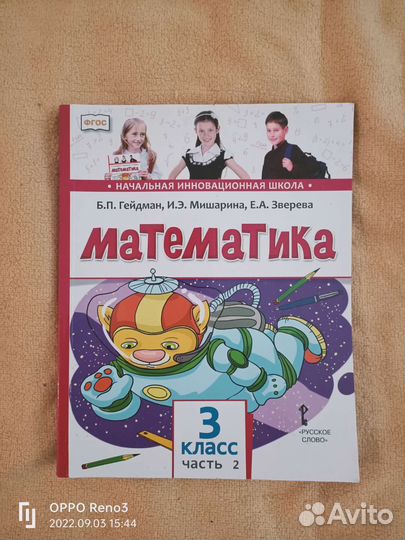 ФГОС
МАТЕМАТИКА
НАЧАЛЬНАЯ ИННОВАЦИОННАЯ ШКОЛА
Б.П. Гейдман, И.Э. Мишарина, Е.А. Зверева
МАТЕМАТИКА
3
КЛАСС
ЧАСТЬ 2
«РУССКОЕ
СЛОВО»
OPPO Reno3
2022.09.03 15:44
Avito